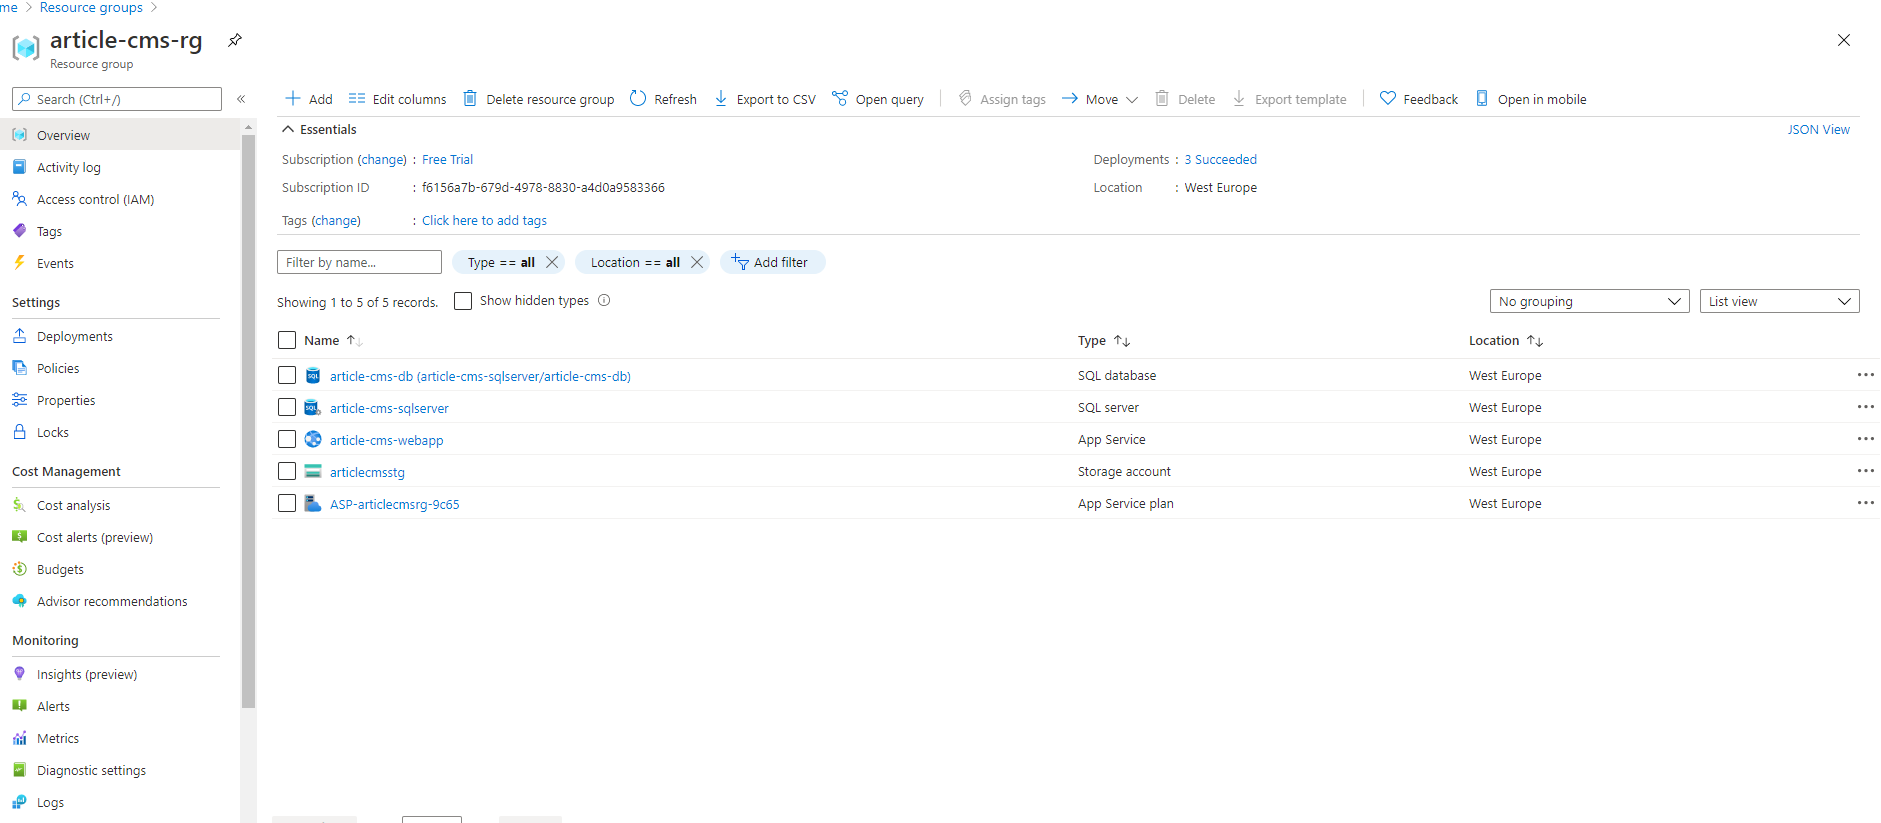 me > Resource groups >
article-cms-rg
Resource group
Search (Ctrl+/)
«
Add
Edit columns
Delete resource group
Refresh
Export to CSV
Open query
Assign tags
Move
Delete
Export template
Feedback
Open in mobile
Essentials
JSON View
Subscription (change) : Free Trial
Deployments : 3 Succeeded
Subscription ID : f6156a7b-679d-4978-8830-a4d0a9583366
Location : West Europe
Tags (change) : Click here to add tags
Overview
Activity log
Access control (IAM)
Tags
Events
Settings
Deployments
Policies
Properties
Locks
Cost Management
Cost analysis
Cost alerts (preview)
Budgets
Advisor recommendations
Monitoring
Insights (preview)
Alerts
Metrics
Diagnostic settings
Logs
Filter by name...
Type == all
Location == all
Add filter
Showing 1 to 5 of 5 records.
Show hidden types
No grouping
List view
Name Type Location
article-cms-db (article-cms-sqlserver/article-cms-db) SQL database West Europe
article-cms-sqlserver SQL server West Europe
article-cms-webapp App Service West Europe
articlecmsstg Storage account West Europe
ASP-articlecmsrg-9c65 App Service plan West Europe